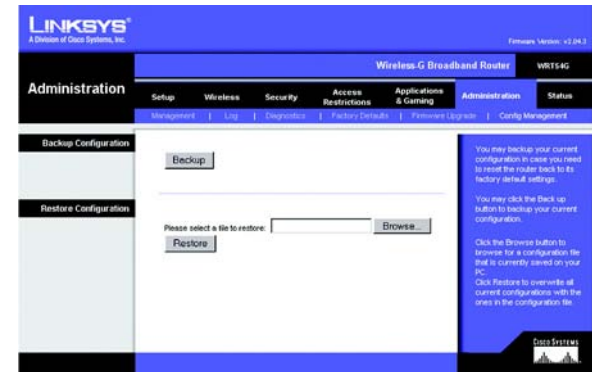 LINKSYS®
A Division of Cisco Systems, Inc.
Firmware Version: v2.04.3
Wireless-G Broadband Router WRT54G
Administration
Setup Wireless Security Access Restrictions Applications & Gaming Administration Status
Management | Log | Diagnostics | Factory Defaults | Firmware Upgrade | Config Management
Backup Configuration
Backup
Restore Configuration
Please select a file to restore: Browse...
Restore
You may backup your current
configuration in case you need
to reset the router back to its
factory default settings.
You may click the Back up
button to backup your current
configuration.
Click the Browse button to
browse for a configuration file
that is currently saved on your
PC.
Click Restore to overwrite all
current configurations with the
ones in the configuration file.
CISCO SYSTEMS